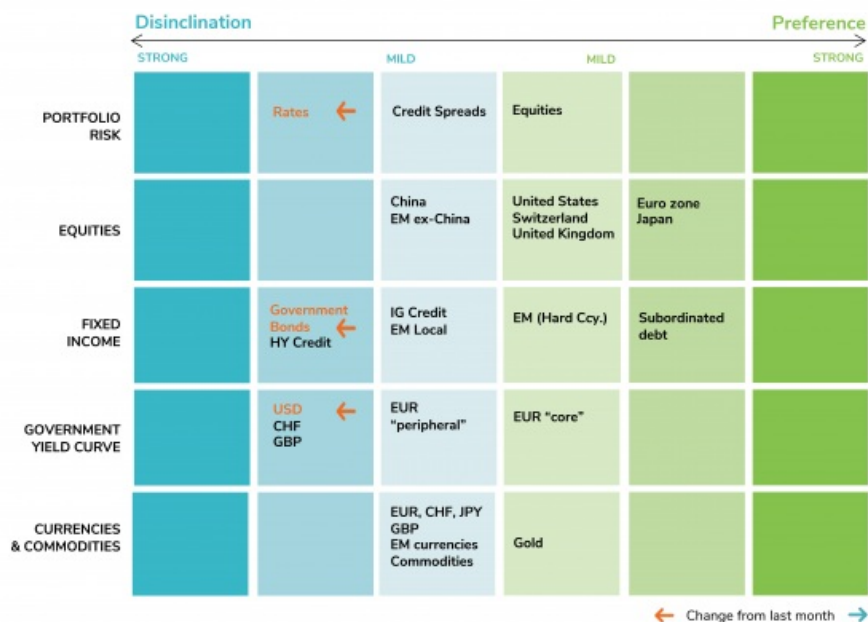 Disinclination
Preference
STRONG
MILD
MILD
STRONG
PORTFOLIO
RISK
Rates
Credit Spreads
Equities
EQUITIES
China
EM ex-China
United States
Switzerland
United Kingdom
Euro zone
Japan
FIXED
INCOME
Government
Bonds
HY Credit
IG Credit
EM Local
EM (Hard Ccy.)
Subordinated
debt
GOVERNMENT
YIELD CURVE
USD
CHF
GBP
EUR
“peripheral”
EUR “core”
CURRENCIES
& COMMODITIES
EUR, CHF, JPY
GBP
EM currencies
Commodities
Gold
Change from last month